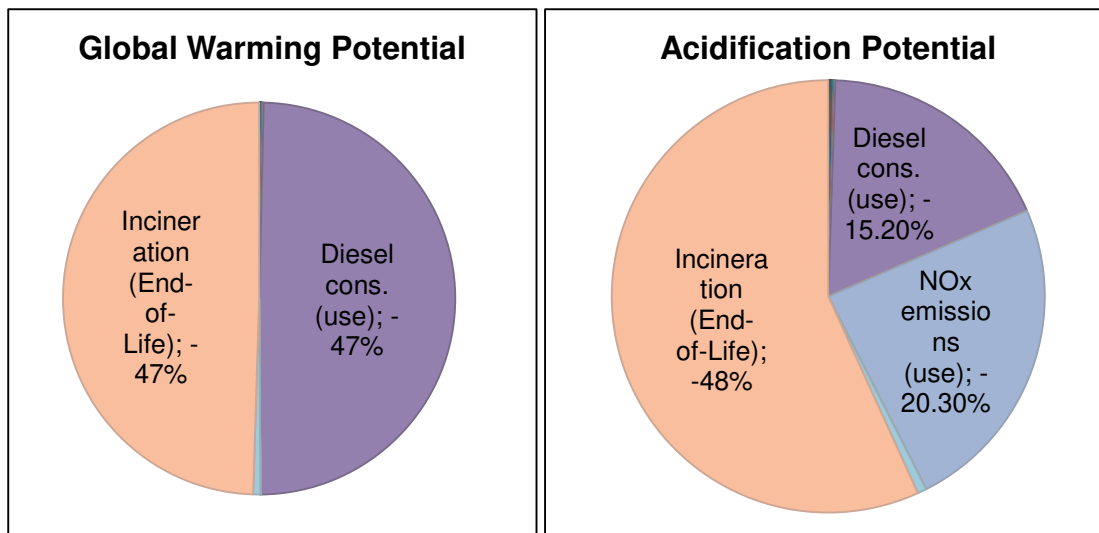 Global Warming Potential
Inciner
ation
(End-
of-
Life); -
47%
Diesel
cons.
(use); -
47%
Acidification Potential
Diesel
cons.
(use); -
15.20%
NOx
emissio
ns
(use); -
20.30%
Incinera
tion
(End-
of-Life);
-48%